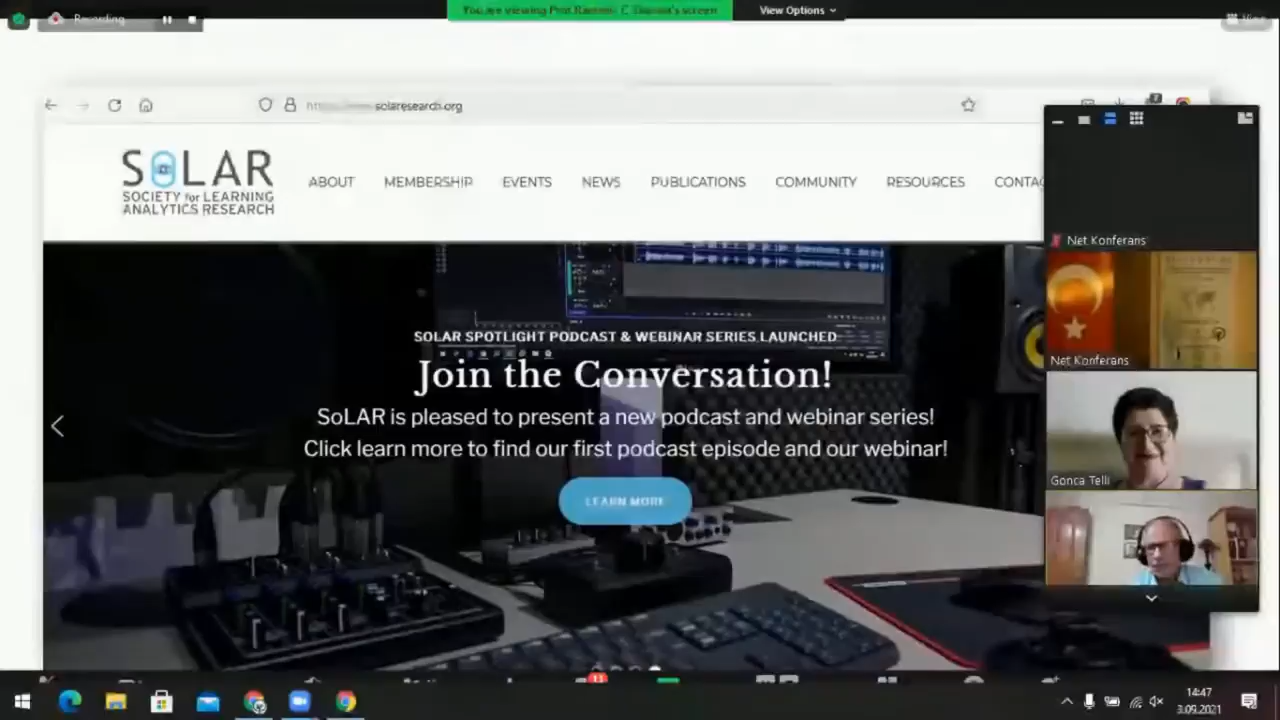 Recording
You are viewing Prof. C. screen
View Options
View
solaresearch.org
SOLAR
SOCIETY for LEARNING
ANALYTICS RESEARCH
ABOUT
MEMBERSHIP
EVENTS
NEWS
PUBLICATIONS
COMMUNITY
RESOURCES
CONTAC
SOLAR SPOTLIGHT PODCAST & WEBINAR SERIES LAUNCHED
Join the Conversation!
SoLAR is pleased to present a new podcast and webinar series!
Click learn more to find our first podcast episode and our webinar!
LEARN MORE
Net Konferans
Net Konferans
Gonca Telli
14:47
3.09.2021